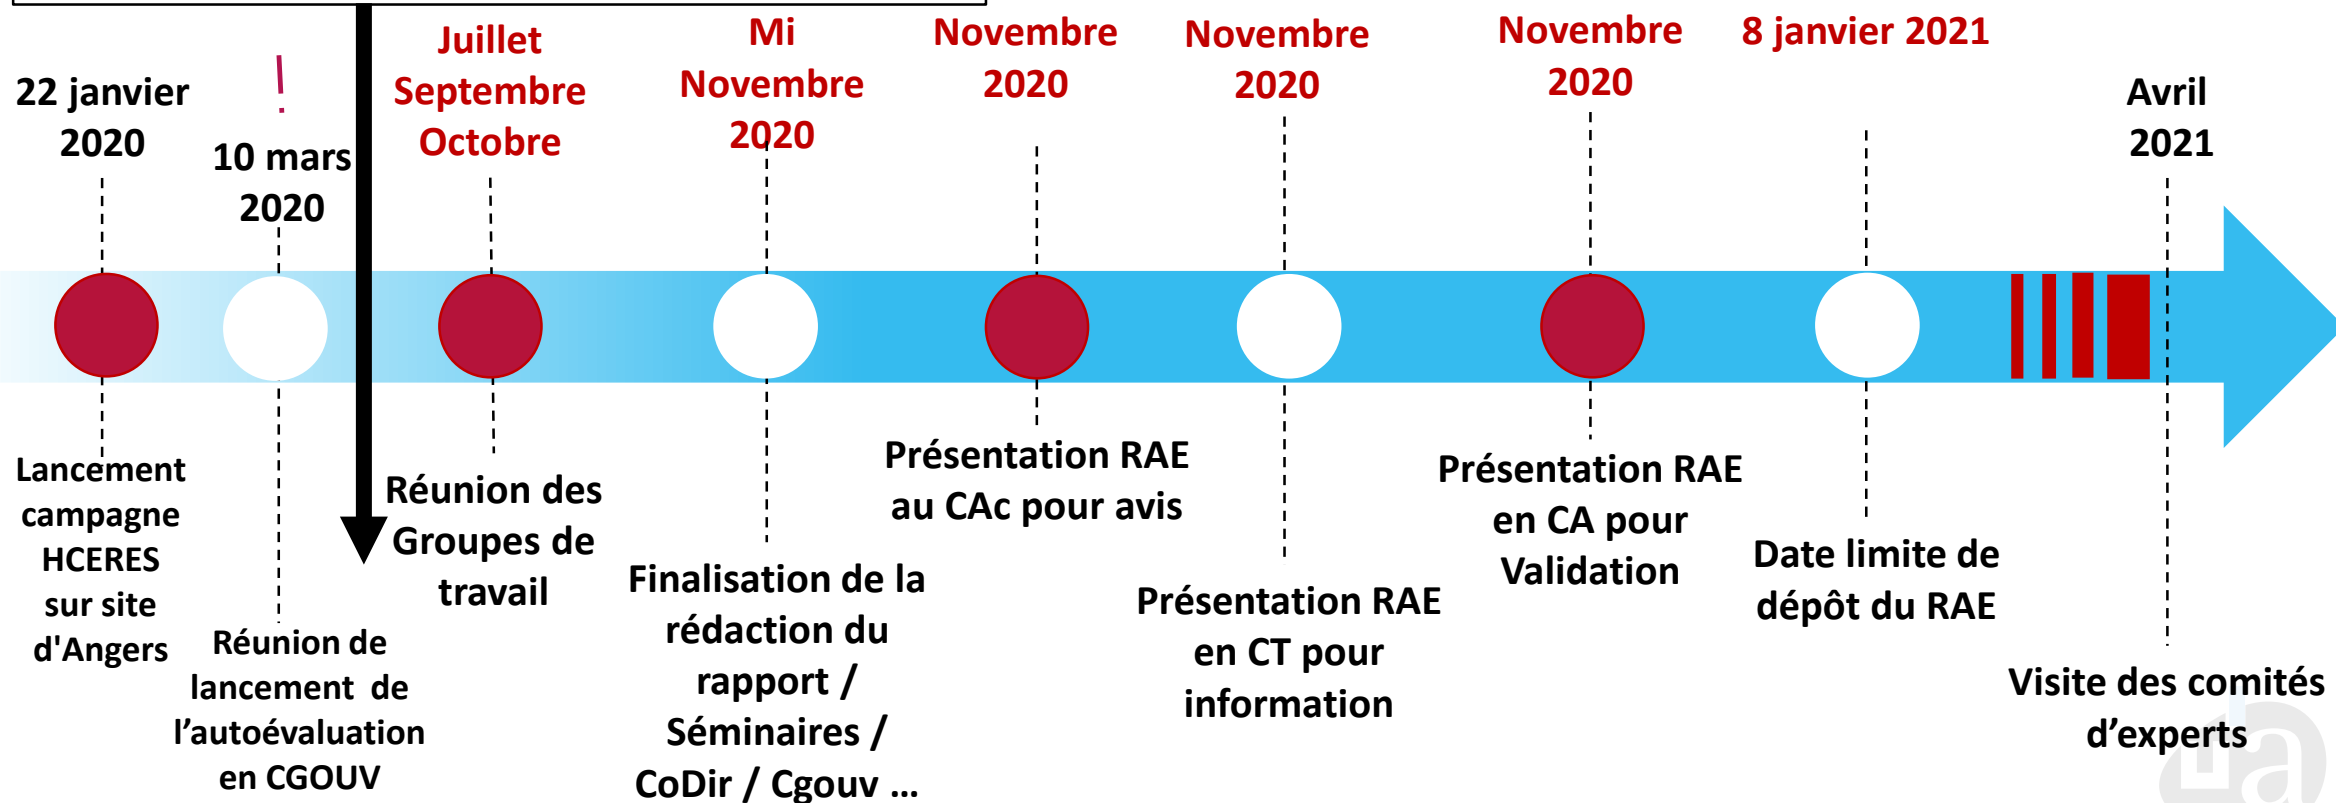 22 janvier
2020
!
10 mars
2020
Juillet
Septembre
Octobre
Mi
Novembre
2020
Novembre
2020
Novembre
2020
Novembre
2020
8 janvier 2021
Avril
2021
Lancement
campagne
HCERES
sur site
d'Angers
Réunion de
lancement de
l’autoévaluation
en CGOUV
Réunion des
Groupes de
travail
Finalisation de la
rédaction du
rapport /
Séminaires /
CoDir / Cgouv ...
Présentation RAE
au CAc pour avis
Présentation RAE
en CT pour
information
Présentation RAE
en CA pour
Validation
Date limite de
dépôt du RAE
Visite des comités
d’experts